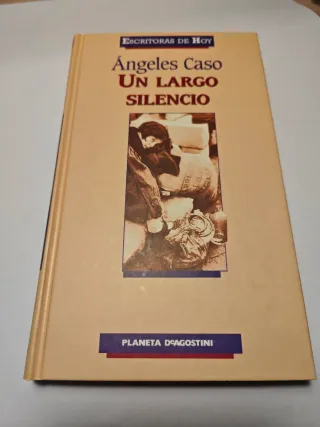 Escritoras de Hoy
Ángeles Caso
Un largo
silencio
PLANETA DeAGOSTINI